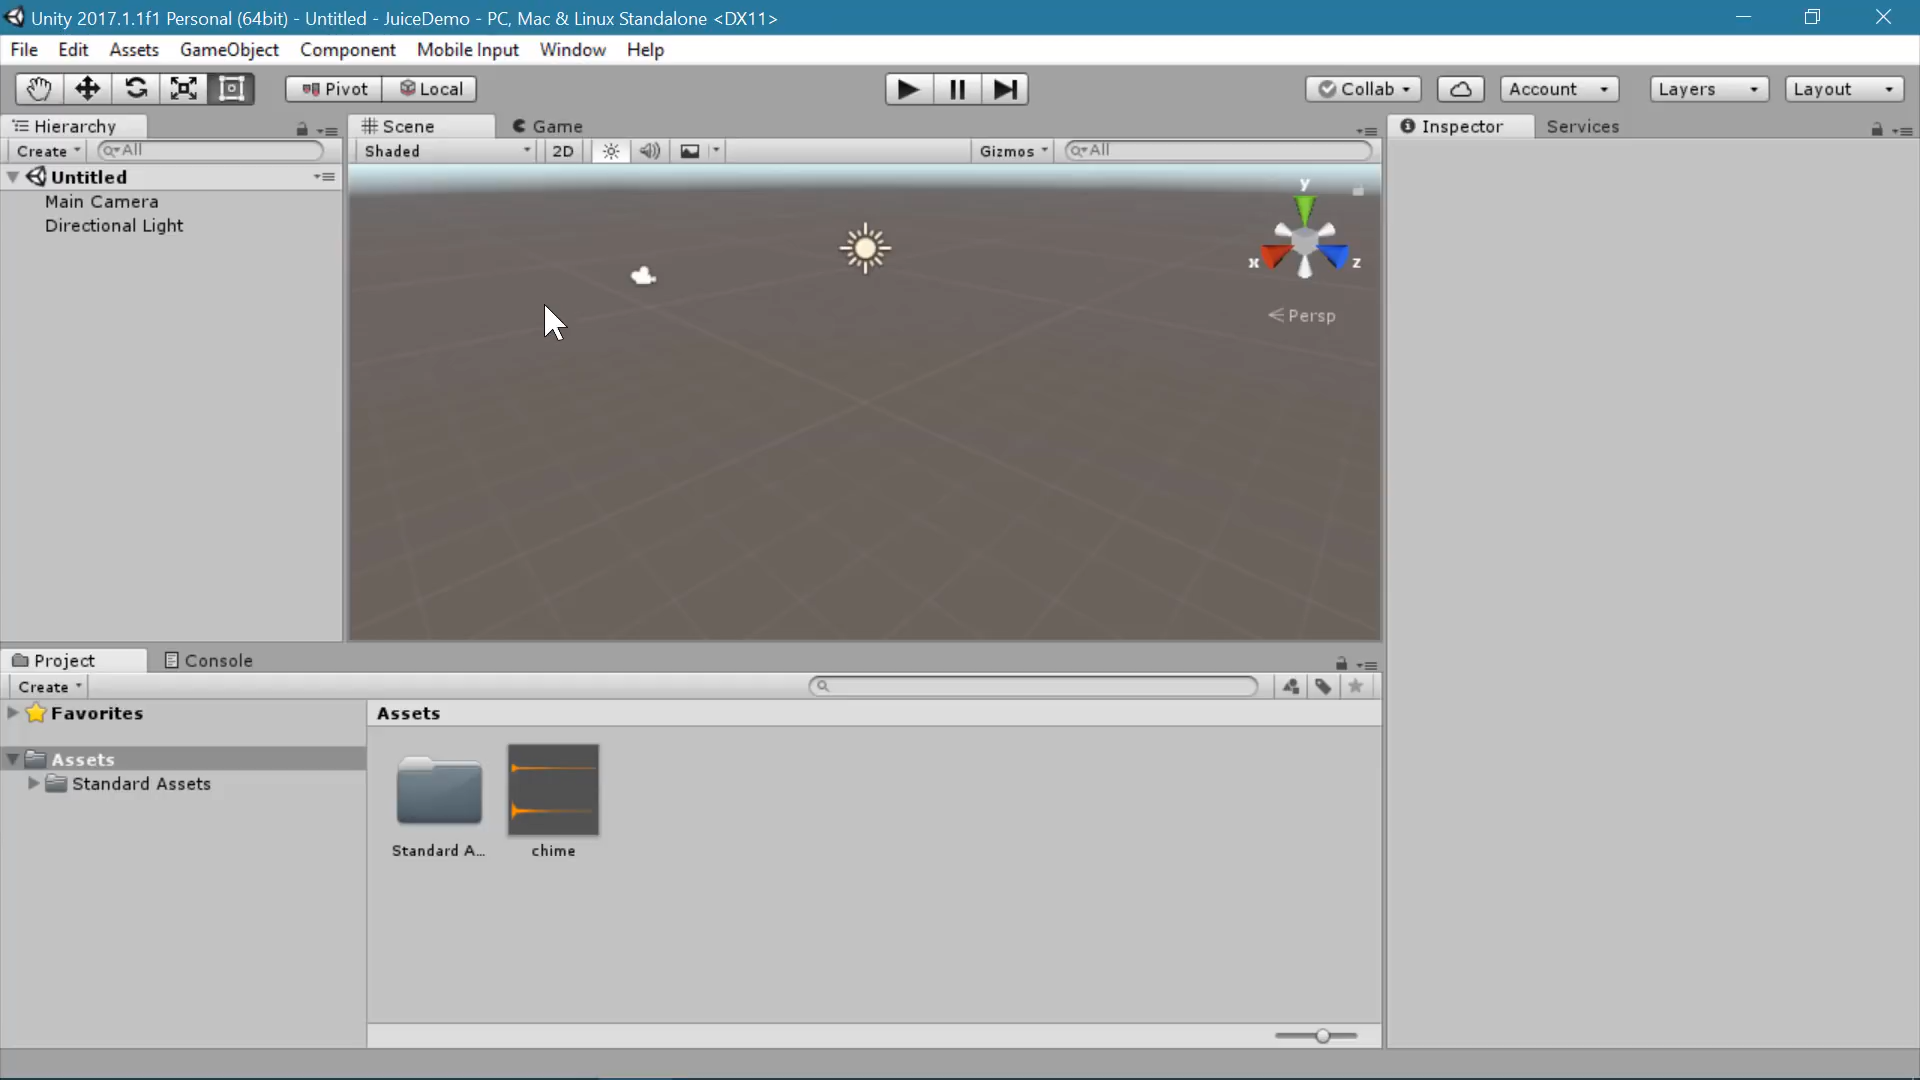 Unity 2017.1.1f1 Personal (64bit) - Untitled - JuiceDemo - PC, Mac & Linux Standalone <DX11>
File Edit Assets GameObject Component Mobile Input Window Help
Pivot Local Collab Account Layers Layout
Hierarchy Scene Game Inspector Services
Create All Shaded 2D Gizmos All
Untitled
Main Camera
Directional Light
y
x z
Persp
Project Console
Create
Favorites Assets
Assets
Standard Assets
Standard A... chime